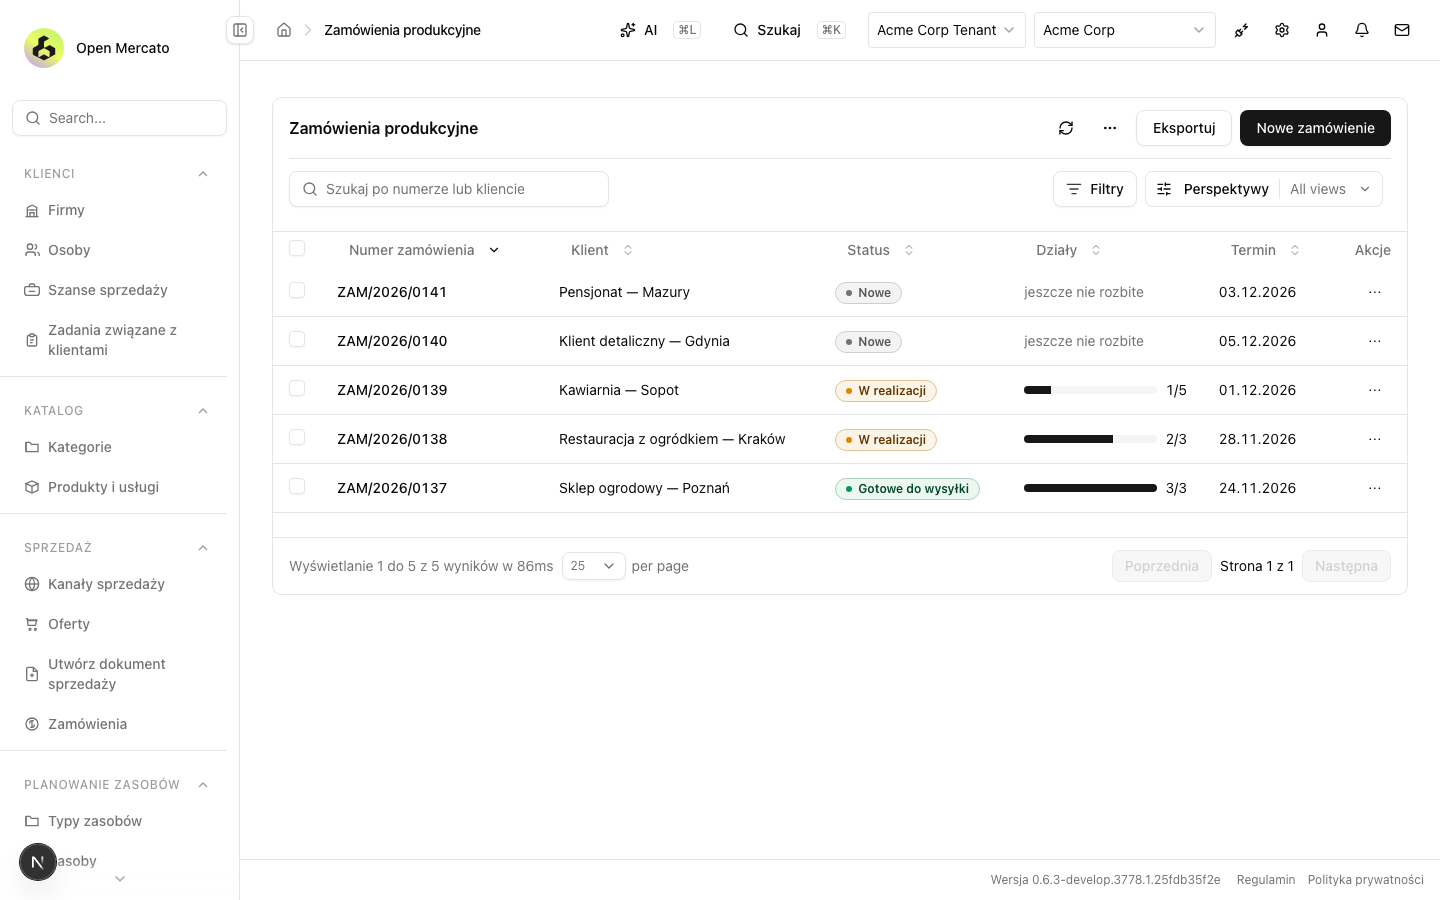 Open Mercato
Search...
KLIENCI
Firmy
Osoby
Szanse sprzedaży
Zadania związane z
klientami
KATALOG
Kategorie
Produkty i usługi
SPRZEDAŻ
Kanały sprzedaży
Oferty
Utwórz dokument
sprzedaży
Zamówienia
PLANOWANIE ZASOBÓW
Typy zasobów
asoby
N
Zamówienia produkcyjne
AI ⌘L
Szukaj ⌘K
Acme Corp Tenant
Acme Corp
Zamówienia produkcyjne
Eksportuj
Nowe zamówienie
Szukaj po numerze lub kliencie
Filtry
Perspektywy All views
Numer zamówienia Klient Status Działy Termin Akcje
ZAM/2026/0141 Pensjonat — Mazury Nowe jeszcze nie rozbite 03.12.2026 ...
ZAM/2026/0140 Klient detaliczny — Gdynia Nowe jeszcze nie rozbite 05.12.2026 ...
ZAM/2026/0139 Kawiarnia — Sopot W realizacji 1/5 01.12.2026 ...
ZAM/2026/0138 Restauracja z ogródkiem — Kraków W realizacji 2/3 28.11.2026 ...
ZAM/2026/0137 Sklep ogrodowy — Poznań Gotowe do wysyłki 3/3 24.11.2026 ...
Wyświetlanie 1 do 5 z 5 wyników w 86ms 25 per page
Poprzednia Strona 1 z 1 Następna
Wersja 0.6.3-develop.3778.1.25fdb35f2e Regulamin Polityka prywatności